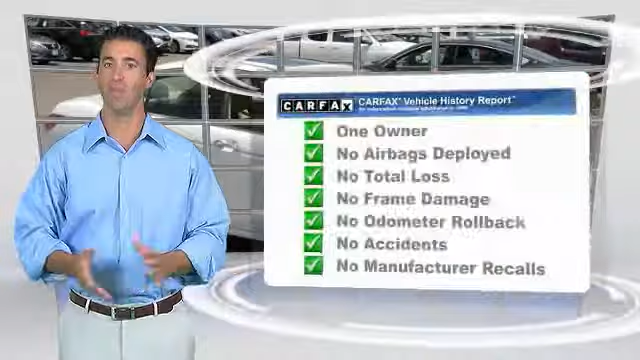 CARFAX CARFAX® Vehicle History Report™
One Owner
No Airbags Deployed
No Total Loss
No Frame Damage
No Odometer Rollback
No Accidents
No Manufacturer Recalls